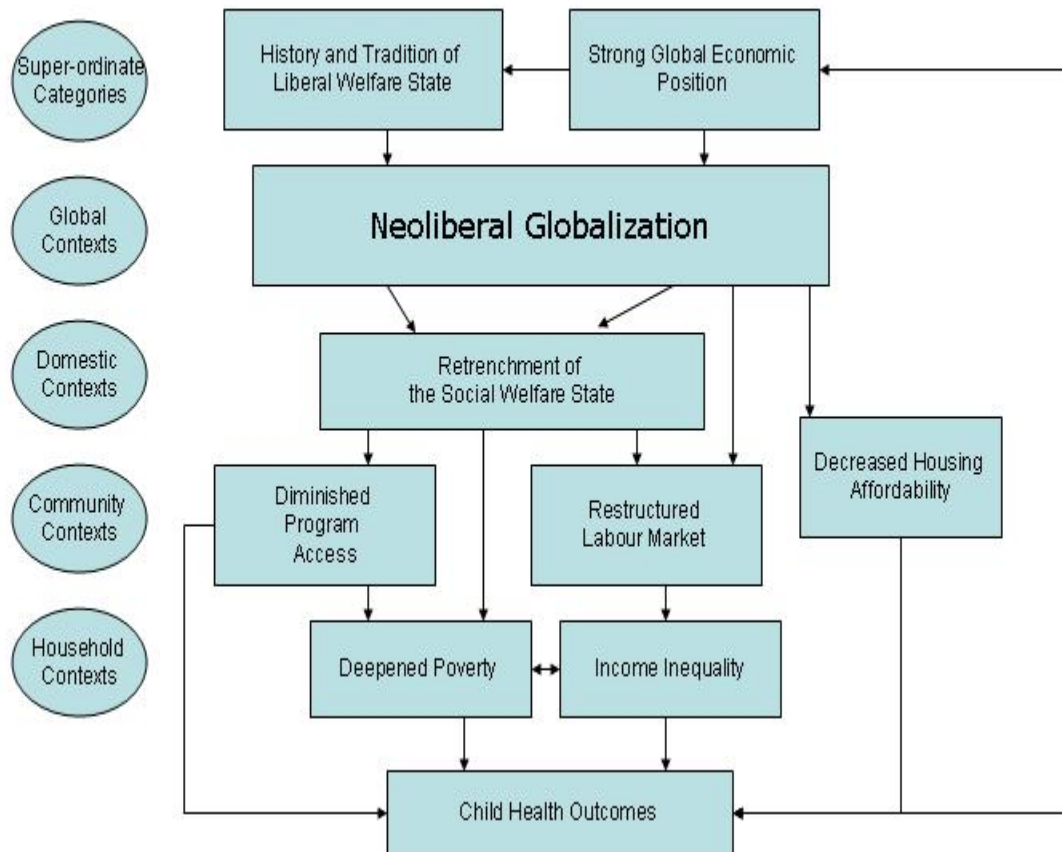 Super-ordinate
Categories
History and Tradition of
Liberal Welfare State
Strong Global Economic
Position
Global
Contexts
Neoliberal Globalization
Domestic
Contexts
Retrenchment of
the Social Welfare State
Decreased Housing
Affordability
Community
Contexts
Diminished
Program
Access
Restructured
Labour Market
Household
Contexts
Deepened Poverty
Income Inequality
Child Health Outcomes